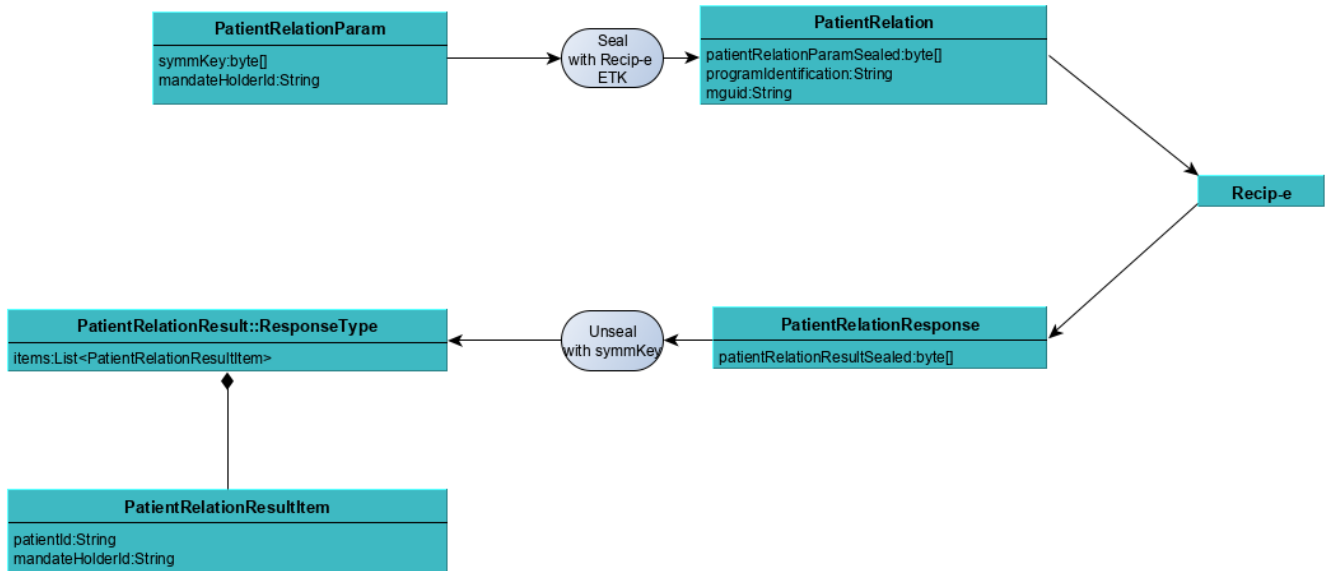 PatientRelationParam
symmKey:byte[]
mandateHolderId:String
Seal
with Recip-e
ETK
PatientRelation
patientRelationParamSealed:byte[]
programIdentification:String
mguid:String
Recip-e
PatientRelationResult::ResponseType
items:List<PatientRelationResultItem>
Unseal
with symmKey
PatientRelationResponse
patientRelationResultSealed:byte[]
PatientRelationResultItem
patientId:String
mandateHolderId:String